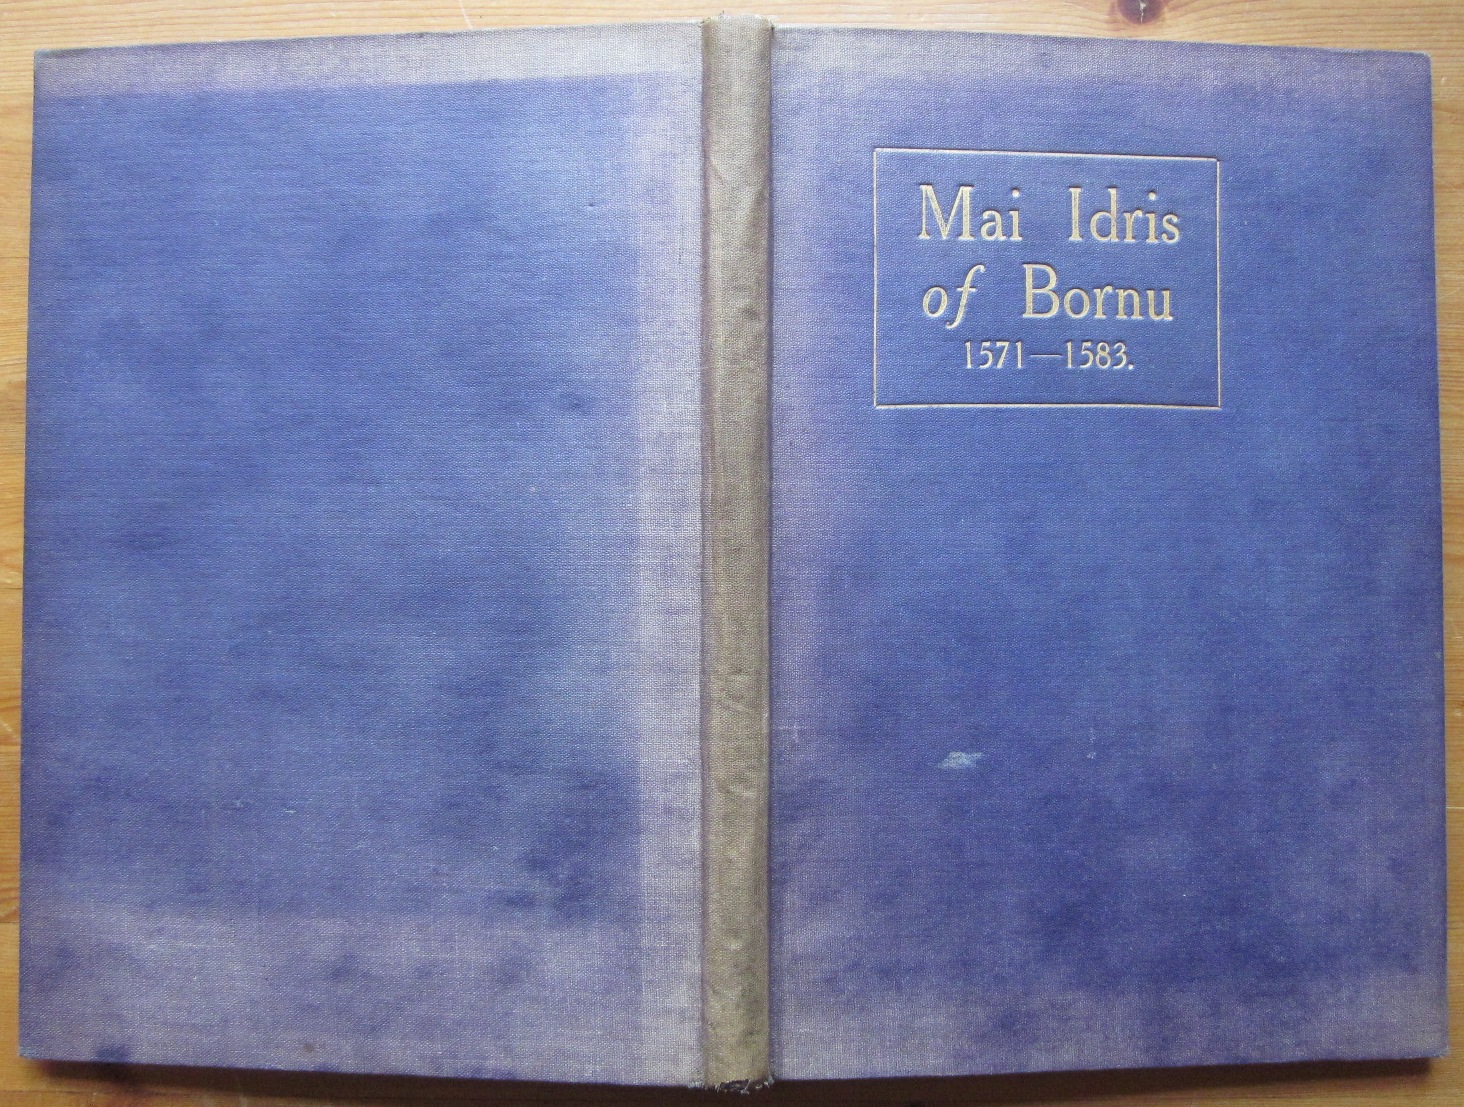 Mai Idris
of Bornu
1571—1583.